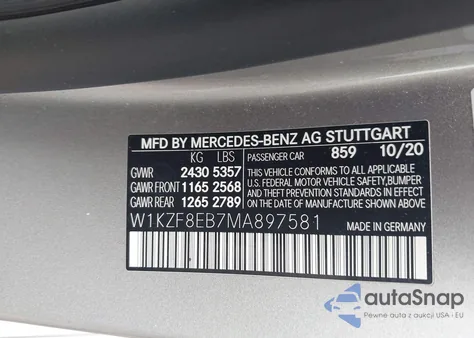 MFD BY MERCEDES-BENZ AG STUTTGART
KG LBS PASSENGER CAR 859 10/20
GVWR 2430 5357
GAWR FRONT 1165 2568
GAWR REAR 1265 2789
THIS VEHICLE CONFORMS TO ALL APPLICABLE
U.S. FEDERAL MOTOR VEHICLE SAFETY,
BUMPER, AND THEFT PREVENTION STANDARDS
IN EFFECT ON THE DATE OF
MANUFACTURE SHOWN ABOVE.
W1KZF8EB7MA897581 MADE IN GERMANY
autoSnap
Pewne auta z aukcji USA - EU